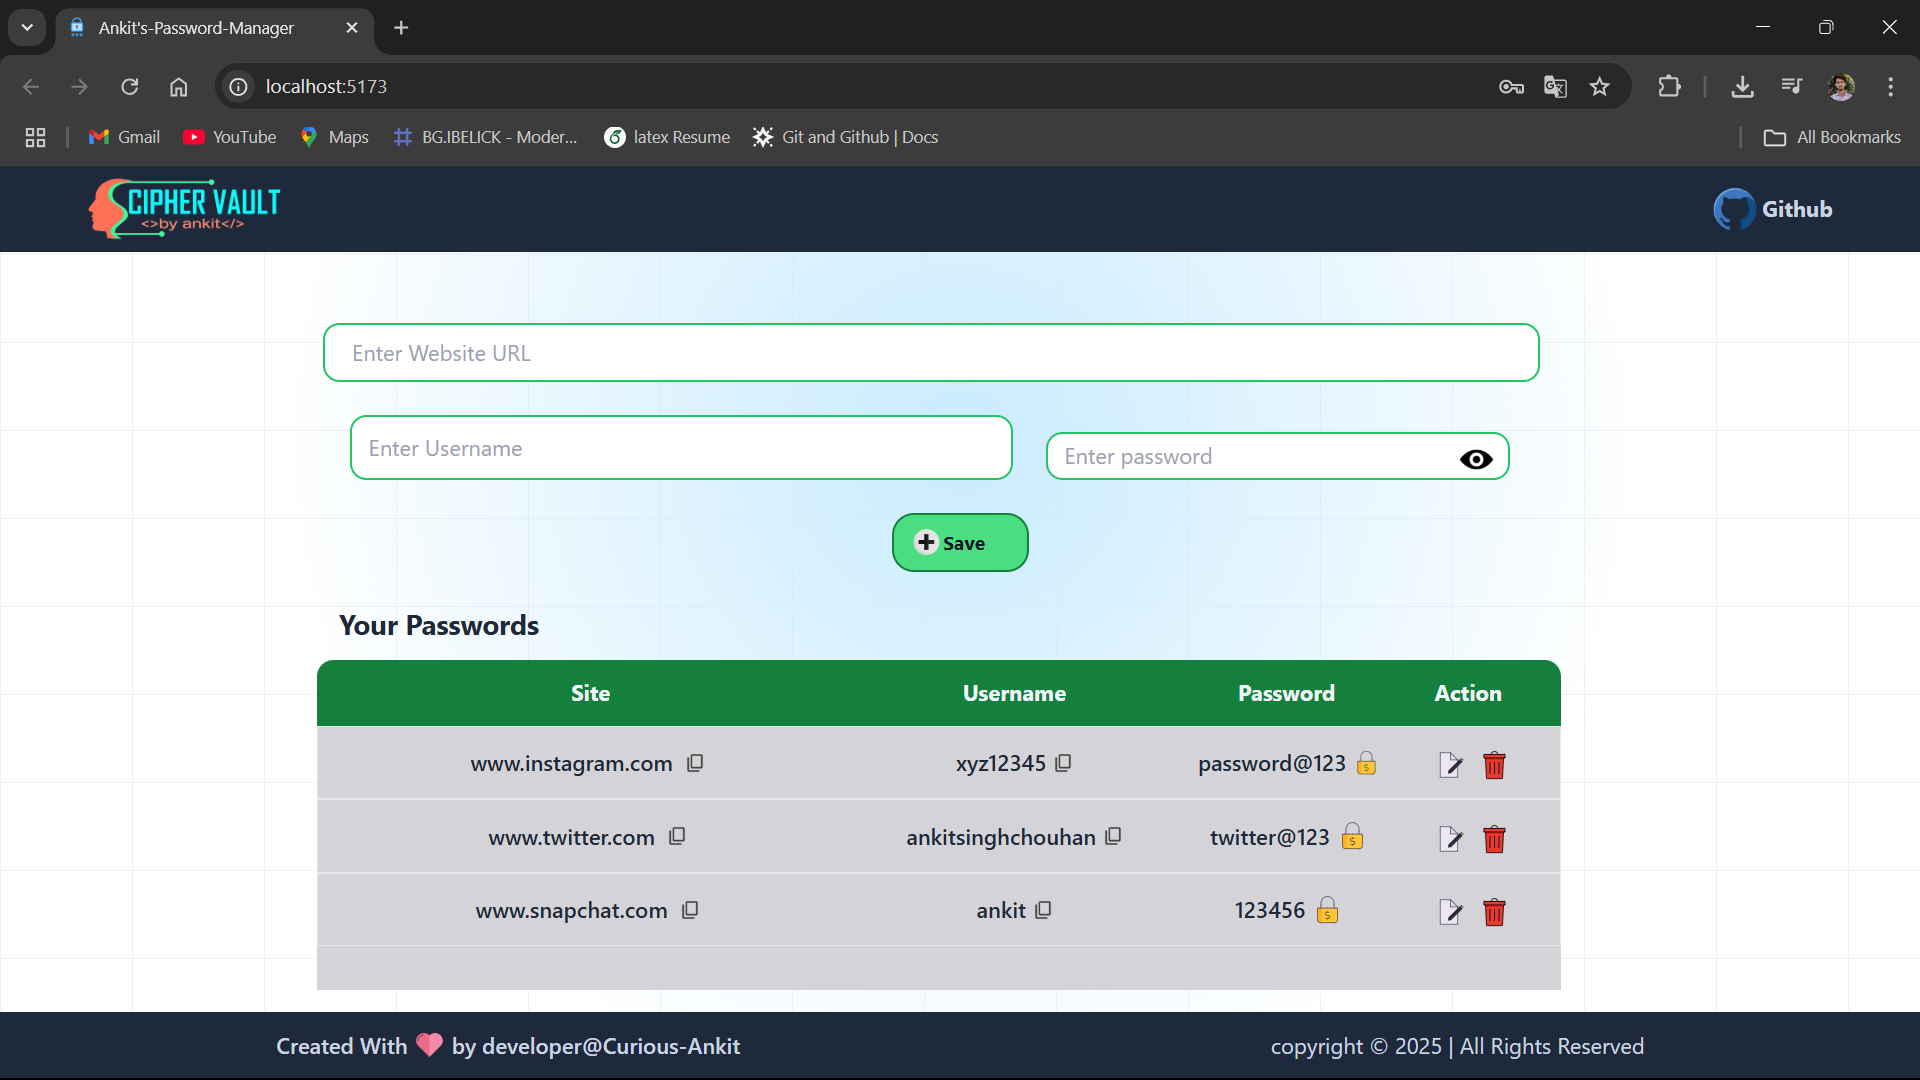 Ankit's-Password-Manager
localhost:5173
Gmail YouTube Maps BG.IBELICK - Moder... latex Resume Git and Github | Docs All Bookmarks
CIPHER VAULT
<>by ankit</>
Github
Enter Website URL
Enter Username Enter password
Save
Your Passwords
Site Username Password Action
www.instagram.com xyz12345 password@123
www.twitter.com ankitsinghchouhan twitter@123
www.snapchat.com ankit 123456
Created With by developer@Curious-Ankit copyright © 2025 | All Rights Reserved